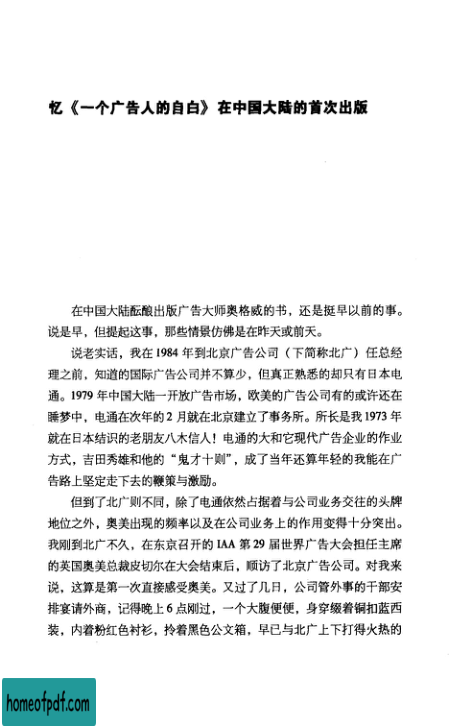 忆《一个广告人的自白》在中国大陆的首次出版
在中国大陆酝酿出版广告大师奥格威的书，还是挺早以前的事。
说是早，但提起这事，那些情景仿佛是在昨天或前天。
说老实话，我在 1984 年到北京广告公司（下简称北广）任总经
理之前，知道的国际广告公司并不算少，但真正熟悉的却只有日本电
通。1979 年中国大陆一开放广告市场，欧美的广告公司有的或许还在
睡梦中，电通在次年的 2 月就在北京建立了事务所。所长是我 1973 年
就在日本结识的老朋友八木信人！电通的大和它现代广告企业的作业
方式，吉田秀雄和他的“鬼才十则”，成了当年还算年轻的我能在广
告路上坚定走下去的鞭策与激励。
但到了北广则不同，除了电通依然占据着与公司业务交往的头牌
地位之外，奥美出现的频率以及在公司业务上的作用变得十分突出。
我刚到北广不久，在东京召开的 IAA 第 29 届世界广告大会担任主席
的英国奥美总裁皮切尔在大会结束后，顺访了北京广告公司。对我来
说，这算是第一次直接感受奥美。又过了几日，公司管外事的干部安
排宴请外商，记得晚上 6 点刚过，一个大腹便便，身穿缀着铜扣蓝西
装，内着粉红色衬衫，拎着黑色公文箱，早已与北广上下打得火热的
homeofpdf.com